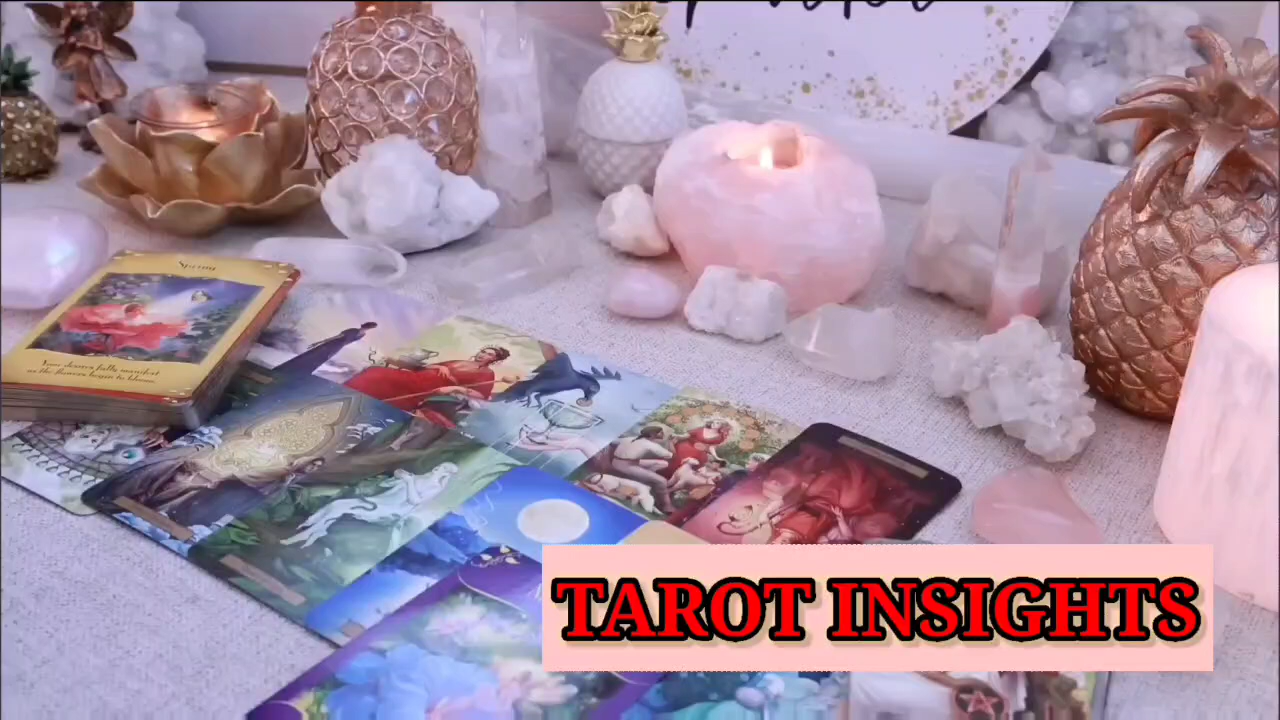 Spring
Your desires fully manifest
as the flowers begin to bloom.
TAROT INSIGHTS